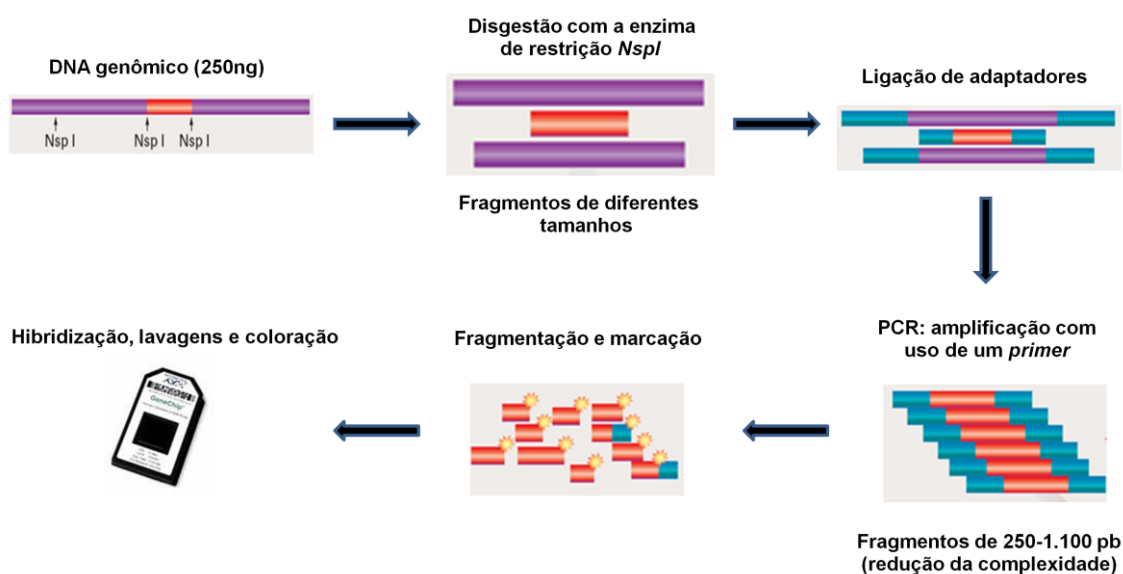 DNA genômico (250ng)
Nsp I
Nsp I
Nsp I
Disgestão com a enzima
de restrição NspI
Fragmentos de diferentes
tamanhos
Ligação de adaptadores
PCR: amplificação com
uso de um primer
Fragmentos de 250-1.100 pb
(redução da complexidade)
Fragmentação e marcação
Hibridização, lavagens e coloração
GeneChip